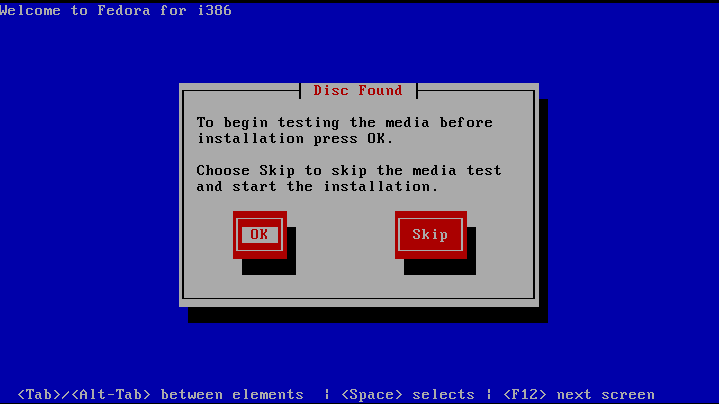 Welcome to Fedora for i386
Disc Found
To begin testing the media before
installation press OK.
Choose Skip to skip the media test
and start the installation.
OK Skip
<Tab>/<Alt-Tab> between elements | <Space> selects | <F12> next screen